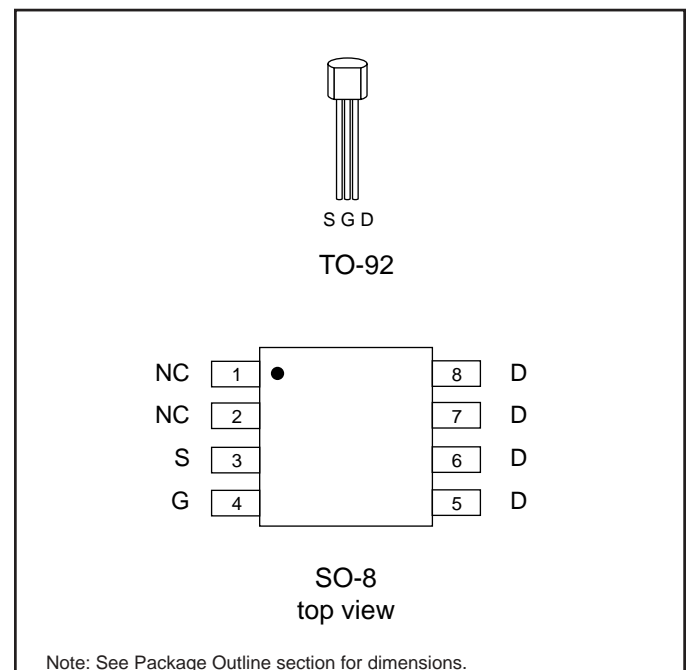 S G D
TO-92
NC 1 8 D
NC 2 7 D
S 3 6 D
G 4 5 D
SO-8
top view
Note: See Package Outline section for dimensions.